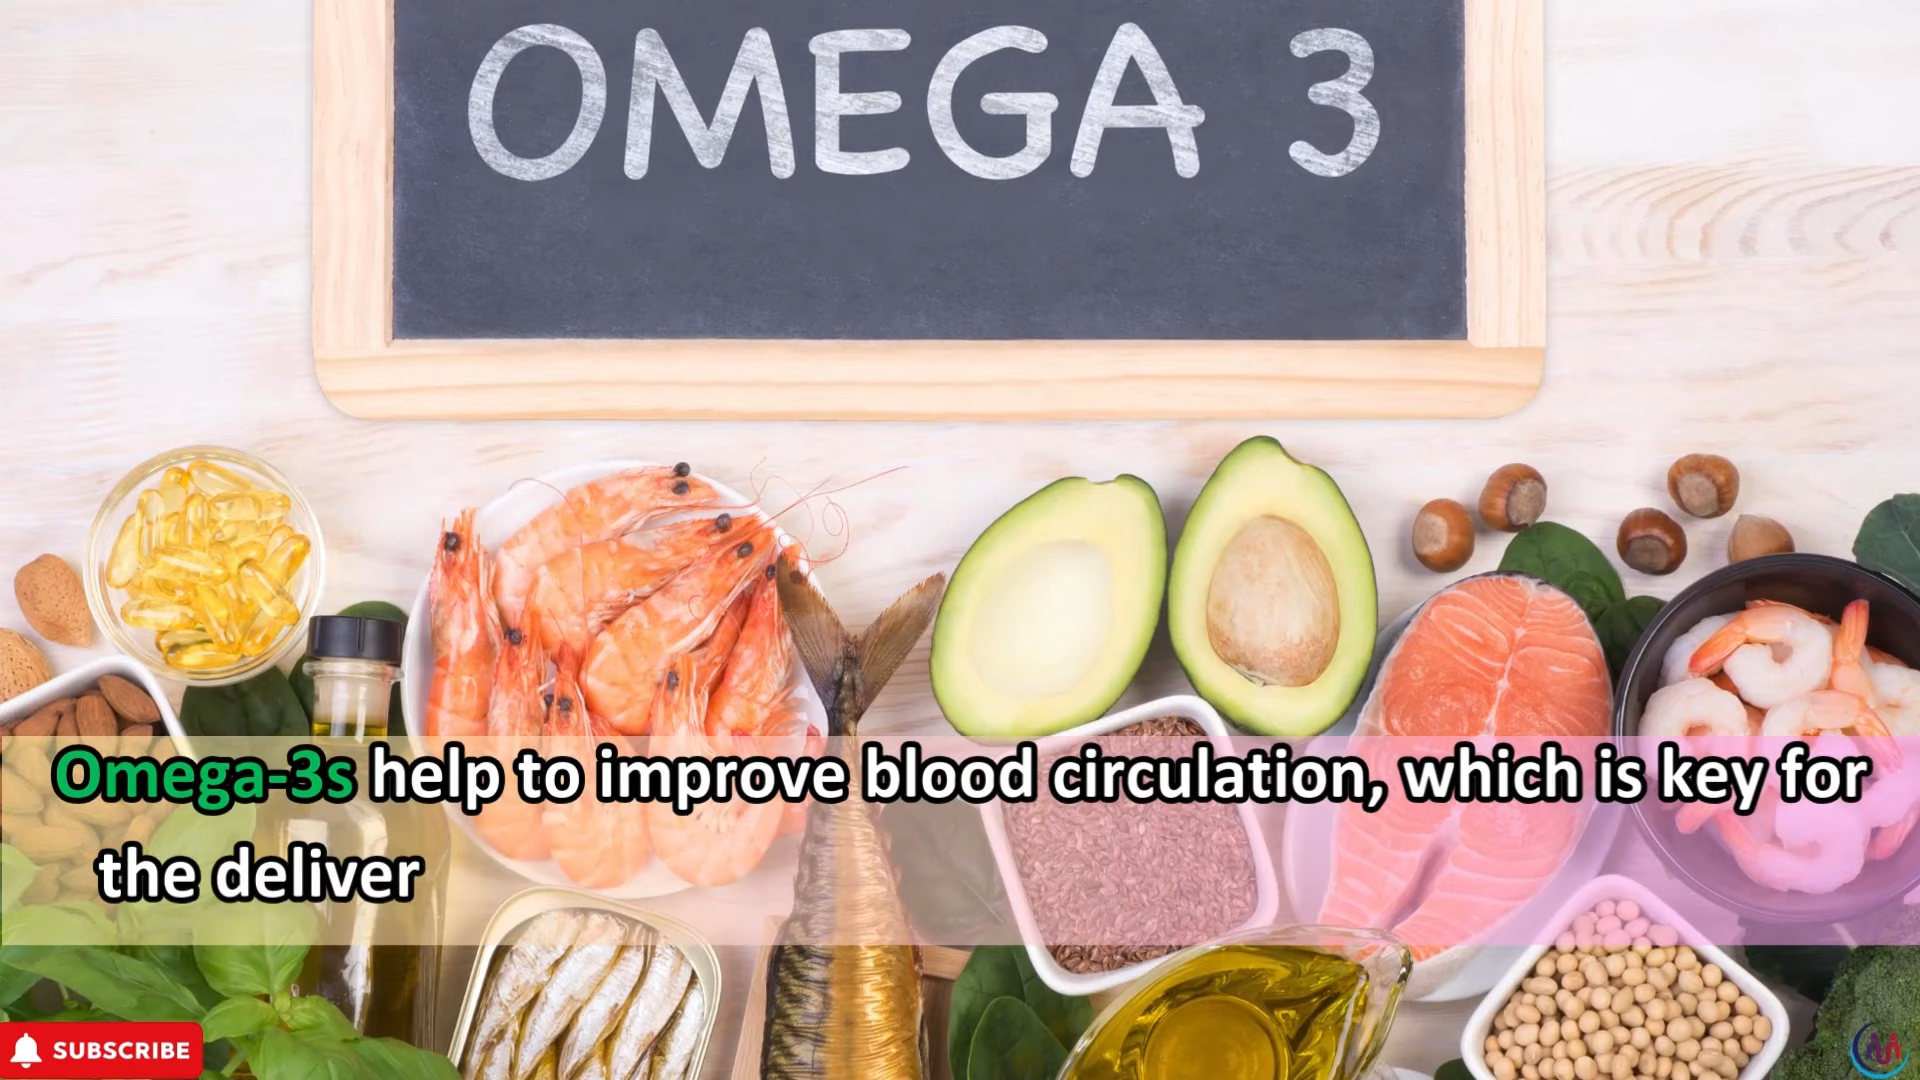 OMEGA 3
Omega-3s help to improve blood circulation, which is key for
the deliver
SUBSCRIBE